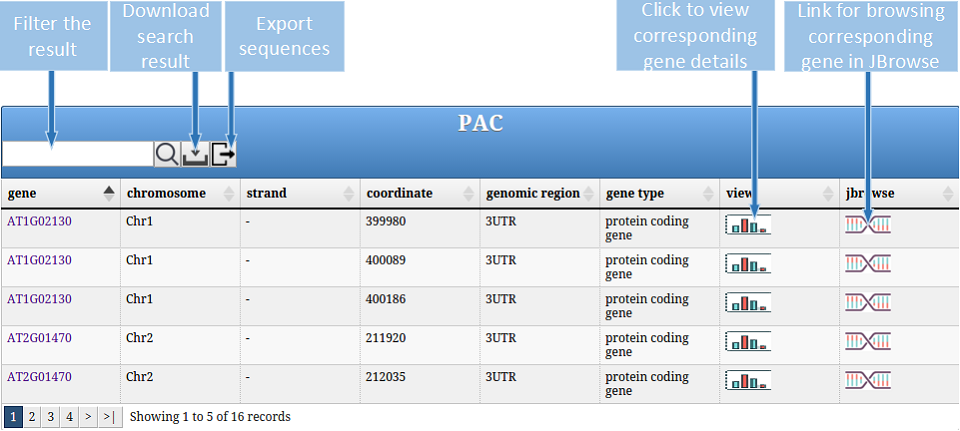 Filter the
result
Download
search
result
Export
sequences
Click to view
corresponding
gene details
Link for browsing
corresponding
gene in JBrowse
PAC
gene chromosome strand coordinate genomic region gene type view jbrowse
AT1G02130 Chr1 - 399980 3UTR protein coding
gene
AT1G02130 Chr1 - 400089 3UTR protein coding
gene
AT1G02130 Chr1 - 400186 3UTR protein coding
gene
AT2G01470 Chr2 - 211920 3UTR protein coding
gene
AT2G01470 Chr2 - 212035 3UTR protein coding
gene
1 2 3 4 > >| Showing 1 to 5 of 16 records